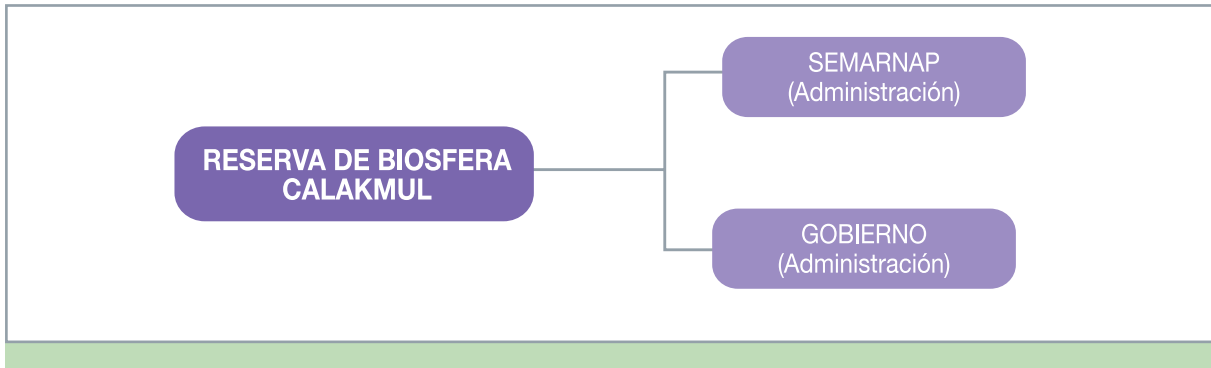 RESERVA DE BIOSFERA
CALAKMUL
SEMARNAP
(Administración)
GOBIERNO
(Administración)